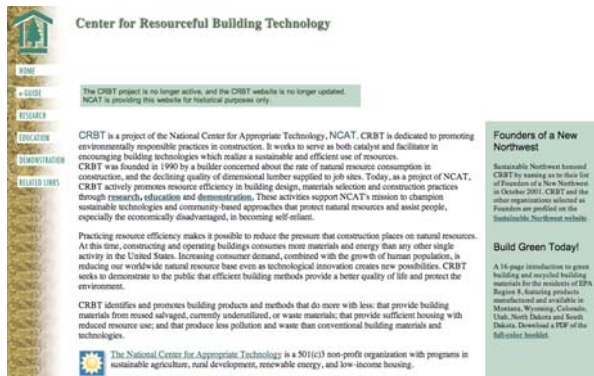 Center for Resourceful Building Technology
HOME
e-GUIDE
RESEARCH
EDUCATION
DEMONSTRATION
RELATED LINKS
The CRBT project is no longer active, and the CRBT website is no longer updated.
NCAT is providing this website for historical purposes only.
CRBT is a project of the National Center for Appropriate Technology, NCAT. CRBT is dedicated to promoting
environmentally responsible practices in construction. It works to serve as both catalyst and facilitator in
encouraging building technologies which realize a sustainable and efficient use of resources.
CRBT was founded in 1990 by a builder concerned about the rate of natural resource consumption in
construction, and the declining quality of dimensional lumber supplied to job sites. Today, as a project of NCAT,
CRBT actively promotes resource efficiency in building design, materials selection and construction practices
through research, education and demonstration. These activities support NCAT's mission to champion
sustainable technologies and community-based approaches that protect natural resources and assist people,
especially the economically disadvantaged, in becoming self-reliant.
Practicing resource efficiency makes it possible to reduce the pressure that construction places on natural resources.
At this time, constructing and operating buildings consumes more materials and energy than any other single
activity in the United States. Increasing consumer demand, combined with the growth of human population, is
reducing our worldwide natural resource base even as technological innovation creates new possibilities. CRBT
seeks to demonstrate to the public that efficient building methods provide a better quality of life and protect the
environment.
CRBT identifies and promotes building products and methods that do more with less: that provide building
materials from reused salvaged, currently underutilized, or waste materials; that provide sufficient housing with
reduced resource use; and that produce less pollution and waste than conventional building materials and
technologies.
The National Center for Appropriate Technology is a 501(c)3 non-profit organization with programs in
sustainable agriculture, rural development, renewable energy, and low-income housing.
Founders of a New
Northwest
Sustainable Northwest honored
CRBT by naming us to their list
of Founders of a New Northwest
in October 2001. CRBT and the
other organizations selected as
Founders are profiled on the
Sustainable Northwest website.
Build Green Today!
A 16-page introduction to green
building and recycled building
materials for the residents of EPA
Region 8, featuring products
manufactured and available in
Montana, Wyoming, Colorado,
Utah, North Dakota and South
Dakota. Download a PDF of the
full-color booklet.